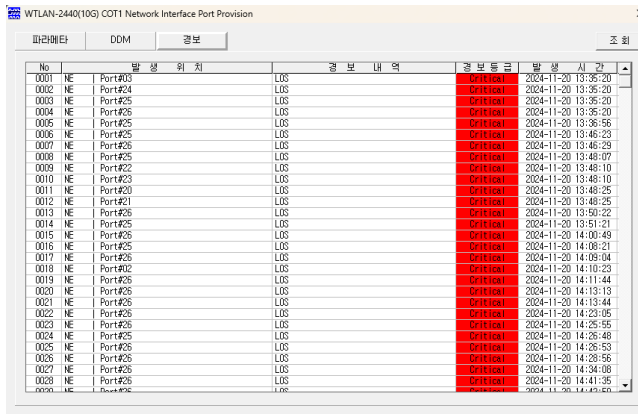 WTLAN-2440(10G) COT1 Network Interface Port Provision
파라메타 DDM 경보 조 회
No 발 생 위 치 경 보 내 역 경 보 등 급 발 생 시 간
0001 NE | Port#03 LOS Critical 2024-11-20 13:35:20
0002 NE | Port#24 LOS Critical 2024-11-20 13:35:20
0003 NE | Port#25 LOS Critical 2024-11-20 13:35:20
0004 NE | Port#26 LOS Critical 2024-11-20 13:35:20
0005 NE | Port#25 LOS Critical 2024-11-20 13:36:56
0006 NE | Port#25 LOS Critical 2024-11-20 13:46:23
0007 NE | Port#26 LOS Critical 2024-11-20 13:46:29
0008 NE | Port#25 LOS Critical 2024-11-20 13:48:07
0009 NE | Port#22 LOS Critical 2024-11-20 13:48:10
0010 NE | Port#23 LOS Critical 2024-11-20 13:48:10
0011 NE | Port#20 LOS Critical 2024-11-20 13:48:25
0012 NE | Port#21 LOS Critical 2024-11-20 13:48:25
0013 NE | Port#26 LOS Critical 2024-11-20 13:50:22
0014 NE | Port#25 LOS Critical 2024-11-20 13:51:21
0015 NE | Port#26 LOS Critical 2024-11-20 14:00:49
0016 NE | Port#25 LOS Critical 2024-11-20 14:08:21
0017 NE | Port#26 LOS Critical 2024-11-20 14:09:04
0018 NE | Port#02 LOS Critical 2024-11-20 14:10:23
0019 NE | Port#26 LOS Critical 2024-11-20 14:11:44
0020 NE | Port#26 LOS Critical 2024-11-20 14:13:13
0021 NE | Port#26 LOS Critical 2024-11-20 14:13:44
0022 NE | Port#26 LOS Critical 2024-11-20 14:23:05
0023 NE | Port#26 LOS Critical 2024-11-20 14:25:55
0024 NE | Port#25 LOS Critical 2024-11-20 14:26:48
0025 NE | Port#26 LOS Critical 2024-11-20 14:26:53
0026 NE | Port#26 LOS Critical 2024-11-20 14:28:56
0027 NE | Port#26 LOS Critical 2024-11-20 14:34:08
0028 NE | Port#26 LOS Critical 2024-11-20 14:41:35